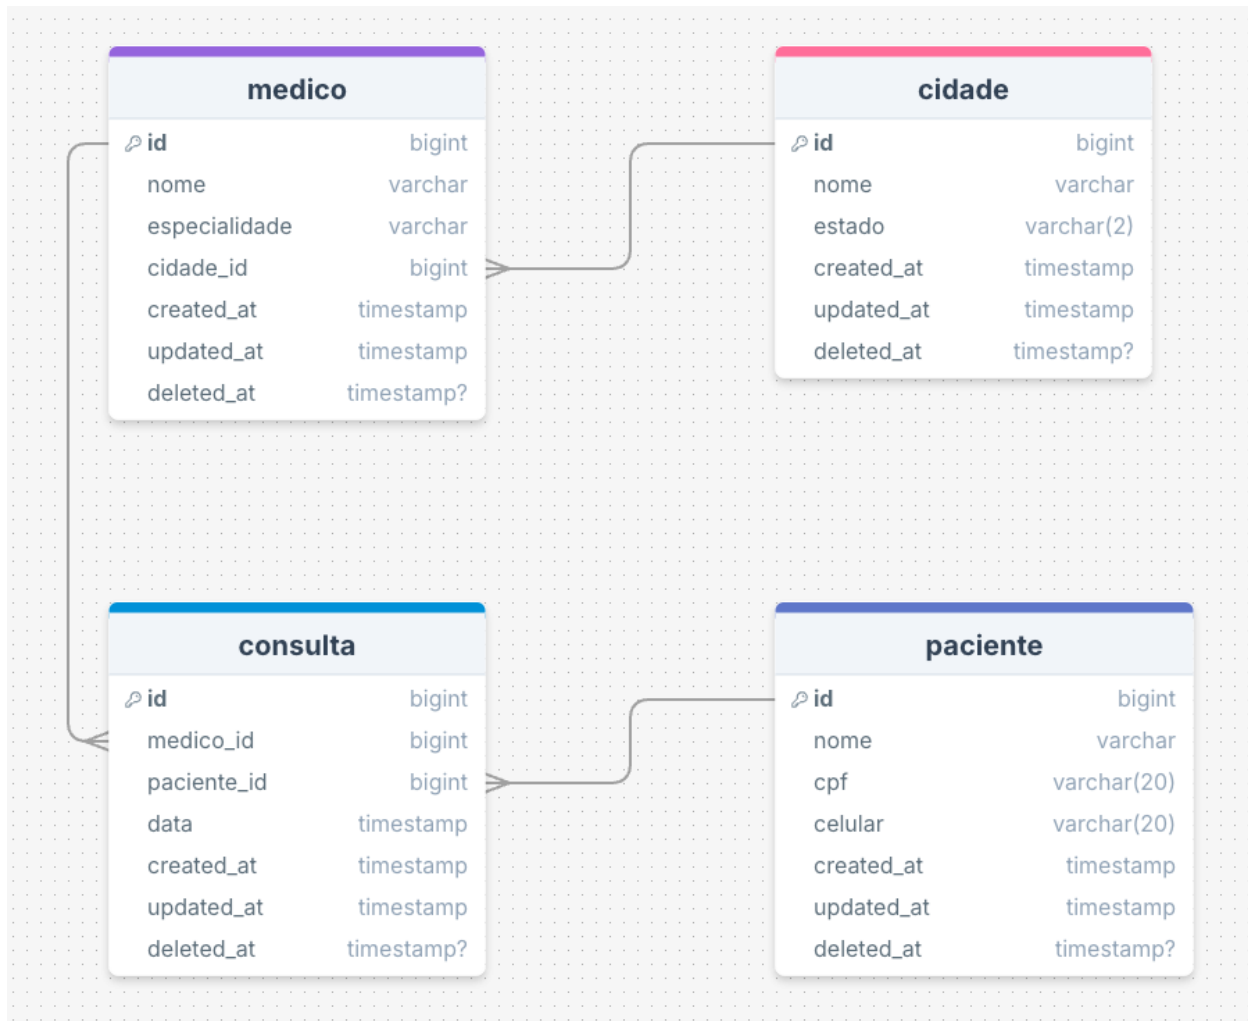 medico
id bigint
nome varchar
especialidade varchar
cidade_id bigint
created_at timestamp
updated_at timestamp
deleted_at timestamp?
cidade
id bigint
nome varchar
estado varchar(2)
created_at timestamp
updated_at timestamp
deleted_at timestamp?
consulta
id bigint
medico_id bigint
paciente_id bigint
data timestamp
created_at timestamp
updated_at timestamp
deleted_at timestamp?
paciente
id bigint
nome varchar
cpf varchar(20)
celular varchar(20)
created_at timestamp
updated_at timestamp
deleted_at timestamp?